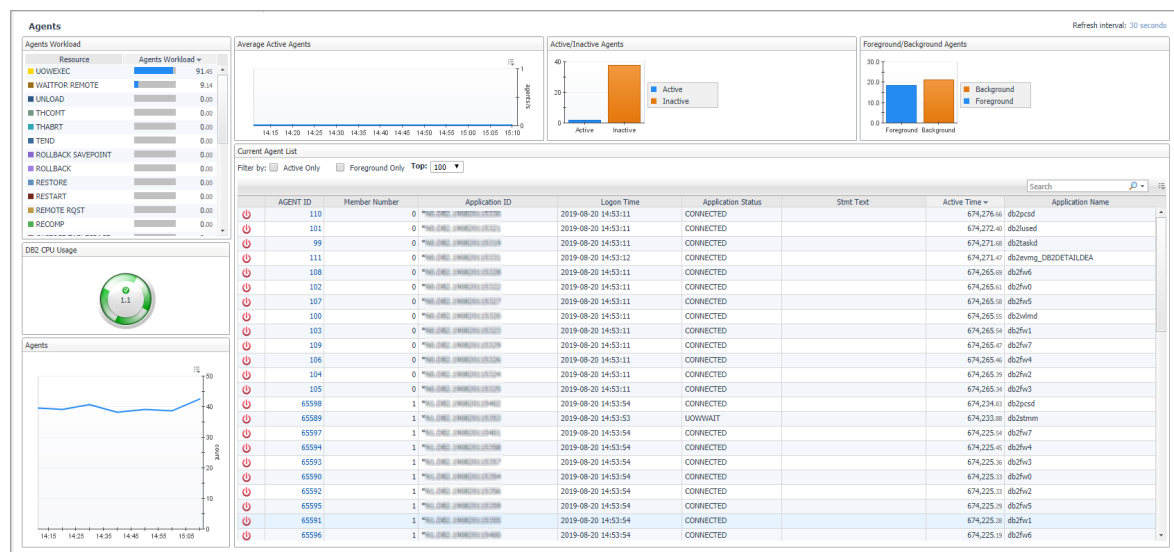 Agents
Refresh interval: 30 seconds
Agents Workload
Resource Agents Workload
UOWEXEC 91.45
WAITFOR REMOTE 9.14
UNLOAD 0.00
THCOMT 0.00
THABRT 0.00
TEND 0.00
ROLLBACK SAVEPOINT 0.00
ROLLBACK 0.00
RESTORE 0.00
RESTART 0.00
REMOTE RQST 0.00
RECOMP 0.00
DB2 CPU Usage
1.1
Agents
50
40
30
20
10
0
count
14:15 14:25 14:35 14:45 14:55 15:05
Average Active Agents
1
0
agents/s
14:15 14:20 14:25 14:30 14:35 14:40 14:45 14:50 14:55 15:00 15:05 15:10
Active/Inactive Agents
40
20
0
Active Inactive
Active
Inactive
Foreground/Background Agents
30.0
20.0
10.0
0.0
Foreground Background
Background
Foreground
Current Agent List
Filter by: Active Only Foreground Only Top: 100
Search
AGENT ID Member Number Application ID Logon Time Application Status Stmt Text Active Time Application Name
110 0 2019-08-20 14:53:11 CONNECTED 674,276.66 db2pcsd
101 0 2019-08-20 14:53:11 CONNECTED 674,272.40 db2lused
99 0 2019-08-20 14:53:11 CONNECTED 674,271.68 db2taskd
111 0 2019-08-20 14:53:12 CONNECTED 674,271.47 db2evmg_DB2DETAILDEA
108 0 2019-08-20 14:53:11 CONNECTED 674,265.69 db2fw6
102 0 2019-08-20 14:53:11 CONNECTED 674,265.61 db2fw0
107 0 2019-08-20 14:53:11 CONNECTED 674,265.58 db2fw5
100 0 2019-08-20 14:53:11 CONNECTED 674,265.55 db2wlmd
103 0 2019-08-20 14:53:11 CONNECTED 674,265.54 db2fw1
109 0 2019-08-20 14:53:11 CONNECTED 674,265.47 db2fw7
106 0 2019-08-20 14:53:11 CONNECTED 674,265.46 db2fw4
104 0 2019-08-20 14:53:11 CONNECTED 674,265.39 db2fw2
105 0 2019-08-20 14:53:11 CONNECTED 674,265.34 db2fw3
65598 1 2019-08-20 14:53:54 CONNECTED 674,234.83 db2pcsd
65589 1 2019-08-20 14:53:53 UOWWAIT 674,233.88 db2stmm
65597 1 2019-08-20 14:53:54 CONNECTED 674,225.54 db2fw7
65594 1 2019-08-20 14:53:54 CONNECTED 674,225.45 db2fw4
65593 1 2019-08-20 14:53:54 CONNECTED 674,225.36 db2fw3
65590 1 2019-08-20 14:53:54 CONNECTED 674,225.33 db2fw0
65592 1 2019-08-20 14:53:54 CONNECTED 674,225.33 db2fw2
65595 1 2019-08-20 14:53:54 CONNECTED 674,225.29 db2fw5
65591 1 2019-08-20 14:53:54 CONNECTED 674,225.28 db2fw1
65596 1 2019-08-20 14:53:54 CONNECTED 674,225.19 db2fw6